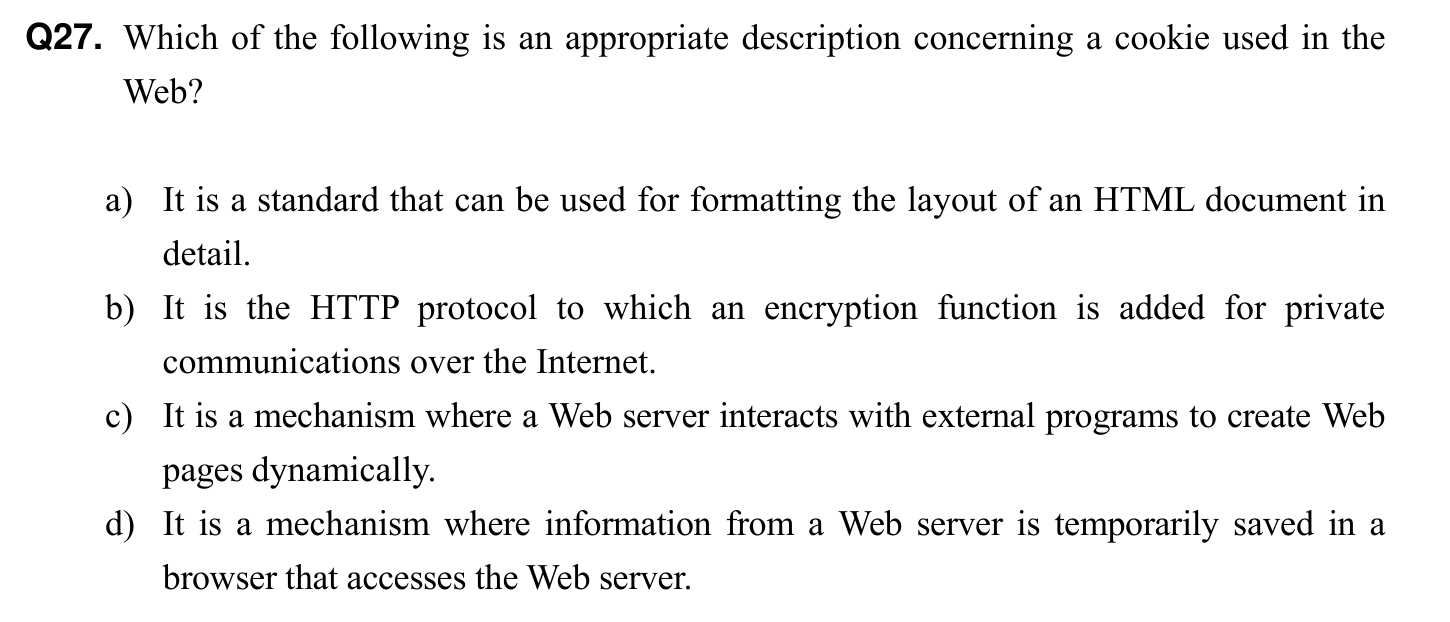 Q27. Which of the following is an appropriate description concerning a cookie used in the
Web?
a) It is a standard that can be used for formatting the layout of an HTML document in
detail.
b) It is the HTTP protocol to which an encryption function is added for private
communications over the Internet.
c) It is a mechanism where a Web server interacts with external programs to create Web
pages dynamically.
d) It is a mechanism where information from a Web server is temporarily saved in a
browser that accesses the Web server.